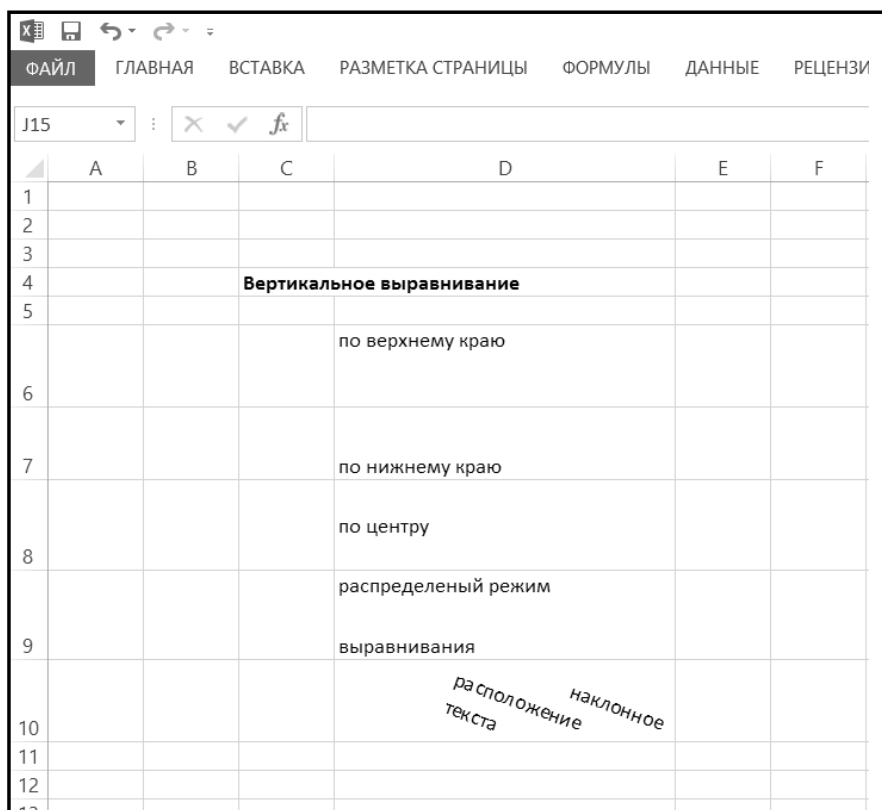 ФАЙЛ ГЛАВНАЯ ВСТАВКА РАЗМЕТКА СТРАНИЦЫ ФОРМУЛЫ ДАННЫЕ РЕЦЕНЗИ
J15 fx
A B C D E F
1
2
3
4 Вертикальное выравнивание
5
по верхнему краю
6
7 по нижнему краю
по центру
8
распределеный режим
9 выравнивания
наклонное
расположение
текста
10
11
12
13